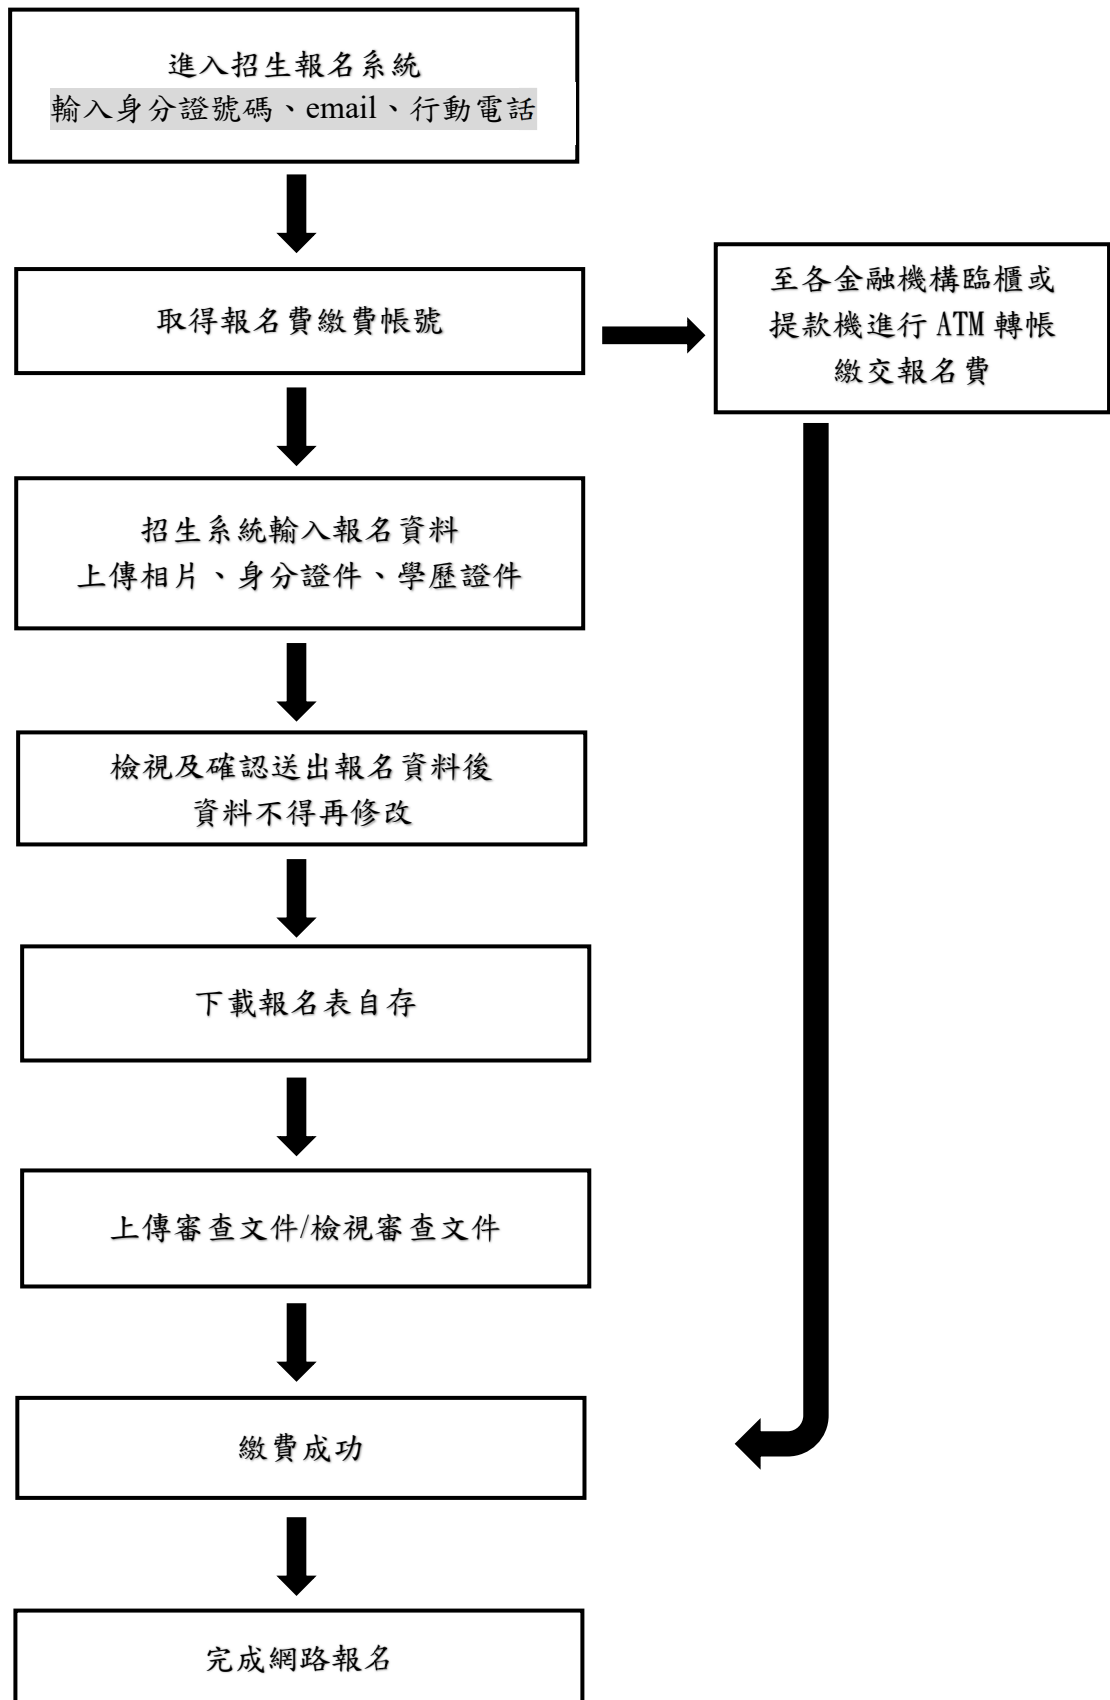 進入招生報名系統
輸入身分證號碼、email、行動電話
取得報名費繳費帳號
至各金融機構臨櫃或
提款機進行 ATM 轉帳
繳交報名費
招生系統輸入報名資料
上傳相片、身分證件、學歷證件
檢視及確認送出報名資料後
資料不得再修改
下載報名表自存
上傳審查文件/檢視審查文件
繳費成功
完成網路報名